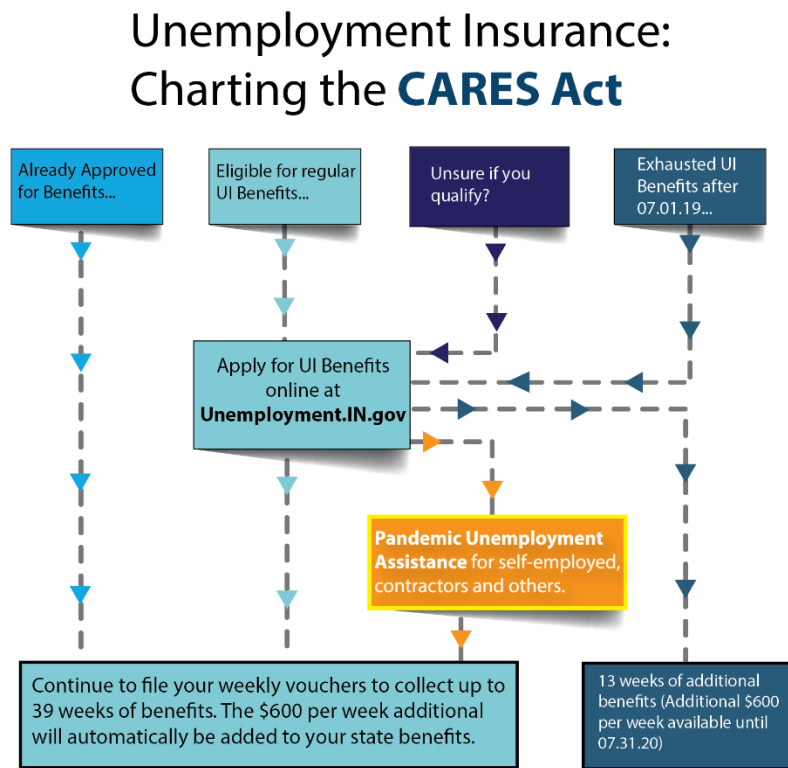 Unemployment Insurance:
Charting the CARES Act
Already Approved
for Benefits...
Eligible for regular
UI Benefits...
Unsure if you
qualify?
Exhausted UI
Benefits after
07.01.19...
Apply for UI Benefits
online at
Unemployment.IN.gov
Pandemic Unemployment
Assistance for self-employed,
contractors and others.
Continue to file your weekly vouchers to collect up to
39 weeks of benefits. The $600 per week additional
will automatically be added to your state benefits.
13 weeks of additional
benefits (Additional $600
per week available until
07.31.20)